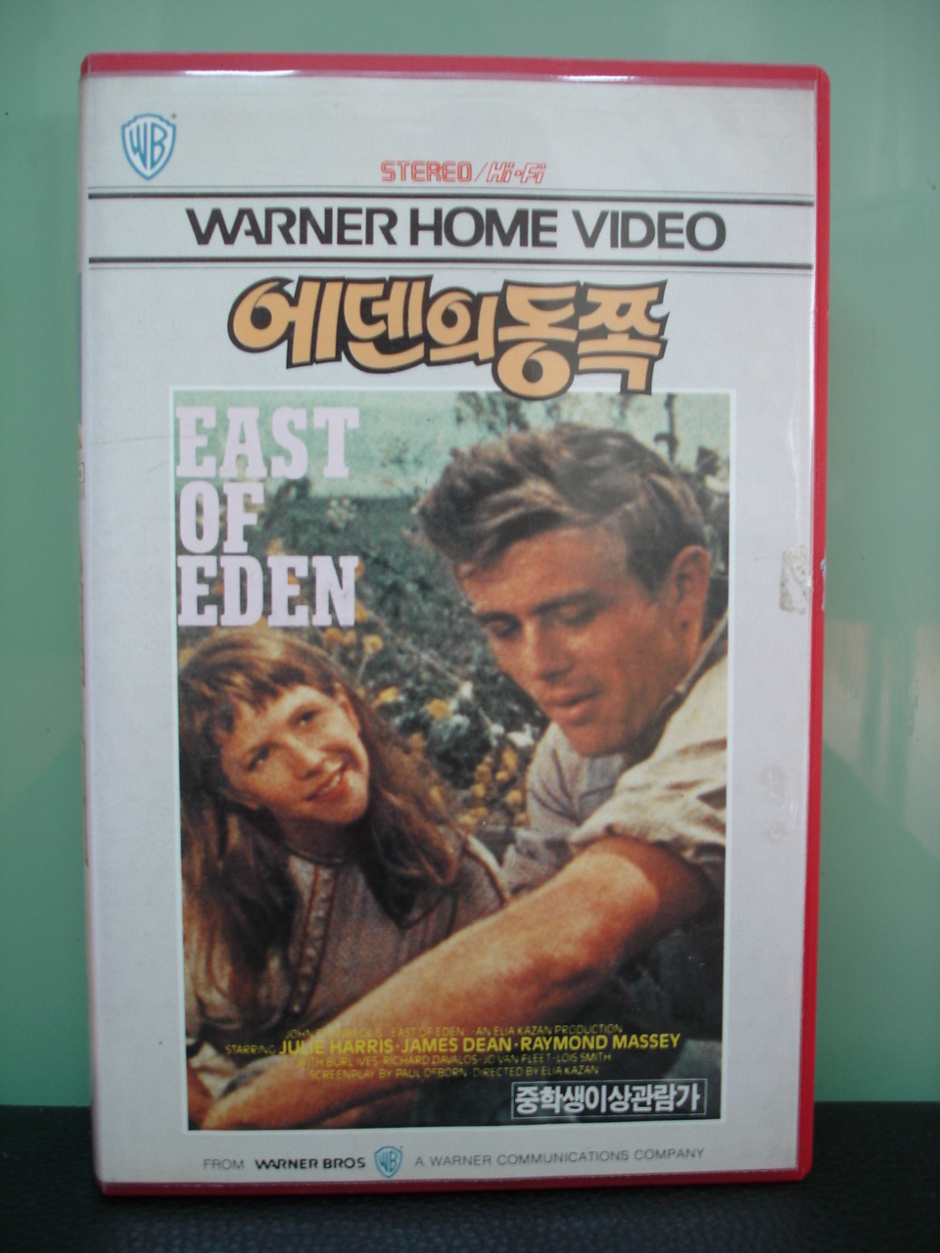 WB
STEREO/Hi-Fi
WARNER HOME VIDEO
에덴의 동쪽
EAST
OF
EDEN
JOHN STEINBECK'S EAST OF EDEN · AN ELIA KAZAN PRODUCTION
STARRING JULIE HARRIS · JAMES DEAN · RAYMOND MASSEY
WITH BURL IVES · RICHARD DAVALOS · JO VAN FLEET · LOIS SMITH
SCREENPLAY BY PAUL OSBORN · DIRECTED BY ELIA KAZAN
중학생이상관람가
FROM WARNER BROS WB A WARNER COMMUNICATIONS COMPANY